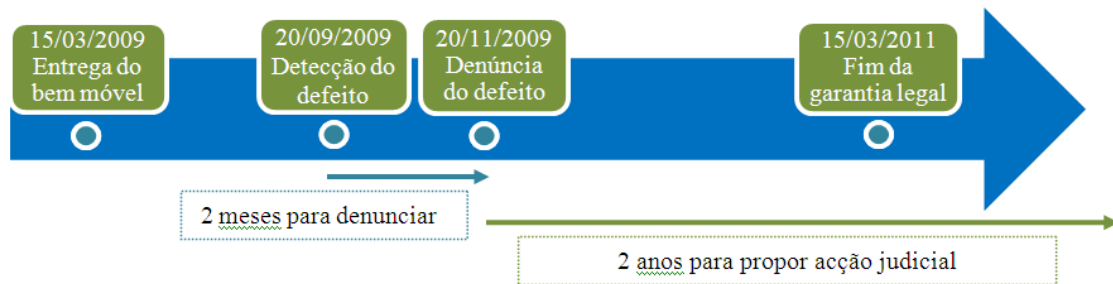 15/03/2009
Entrega do
bem móvel
20/09/2009
Detecção do
defeito
20/11/2009
Denúncia
do defeito
15/03/2011
Fim da
garantia legal
2 meses para denunciar
2 anos para propor acção judicial